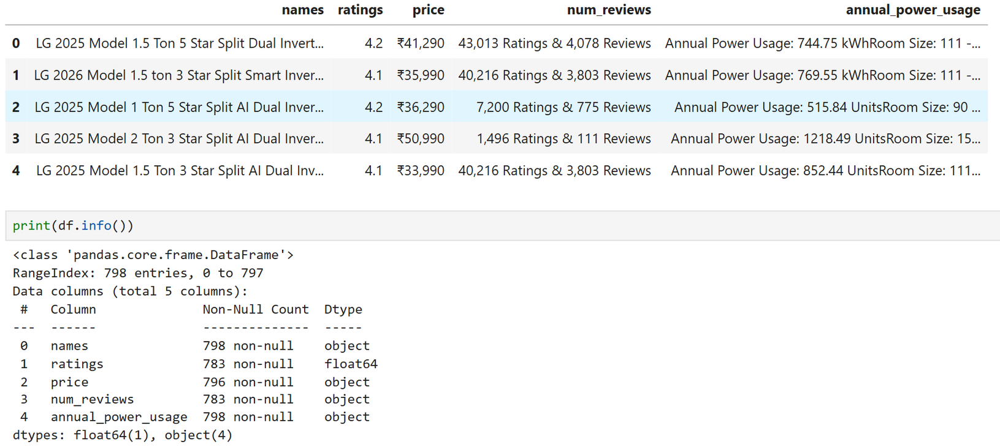 names ratings price num_reviews annual_power_usage
0 LG 2025 Model 1.5 Ton 5 Star Split Dual Invert... 4.2 ₹41,290 43,013 Ratings & 4,078 Reviews Annual Power Usage: 744.75 kWhRoom Size: 111 -...
1 LG 2026 Model 1.5 ton 3 Star Split Smart Inver... 4.1 ₹35,990 40,216 Ratings & 3,803 Reviews Annual Power Usage: 769.55 kWhRoom Size: 111 -...
2 LG 2025 Model 1 Ton 5 Star Split AI Dual Inver... 4.2 ₹36,290 7,200 Ratings & 775 Reviews Annual Power Usage: 515.84 UnitsRoom Size: 90 ...
3 LG 2025 Model 2 Ton 3 Star Split AI Dual Inver... 4.1 ₹50,990 1,496 Ratings & 111 Reviews Annual Power Usage: 1218.49 UnitsRoom Size: 15...
4 LG 2025 Model 1.5 Ton 3 Star Split AI Dual Inv... 4.1 ₹33,990 40,216 Ratings & 3,803 Reviews Annual Power Usage: 852.44 UnitsRoom Size: 111...
print(df.info())
<class 'pandas.core.frame.DataFrame'>
RangeIndex: 798 entries, 0 to 797
Data columns (total 5 columns):
 #   Column              Non-Null Count  Dtype
---  ------              --------------  -----
 0   names               798 non-null    object
 1   ratings             783 non-null    float64
 2   price               796 non-null    object
 3   num_reviews         783 non-null    object
 4   annual_power_usage  798 non-null    object
dtypes: float64(1), object(4)